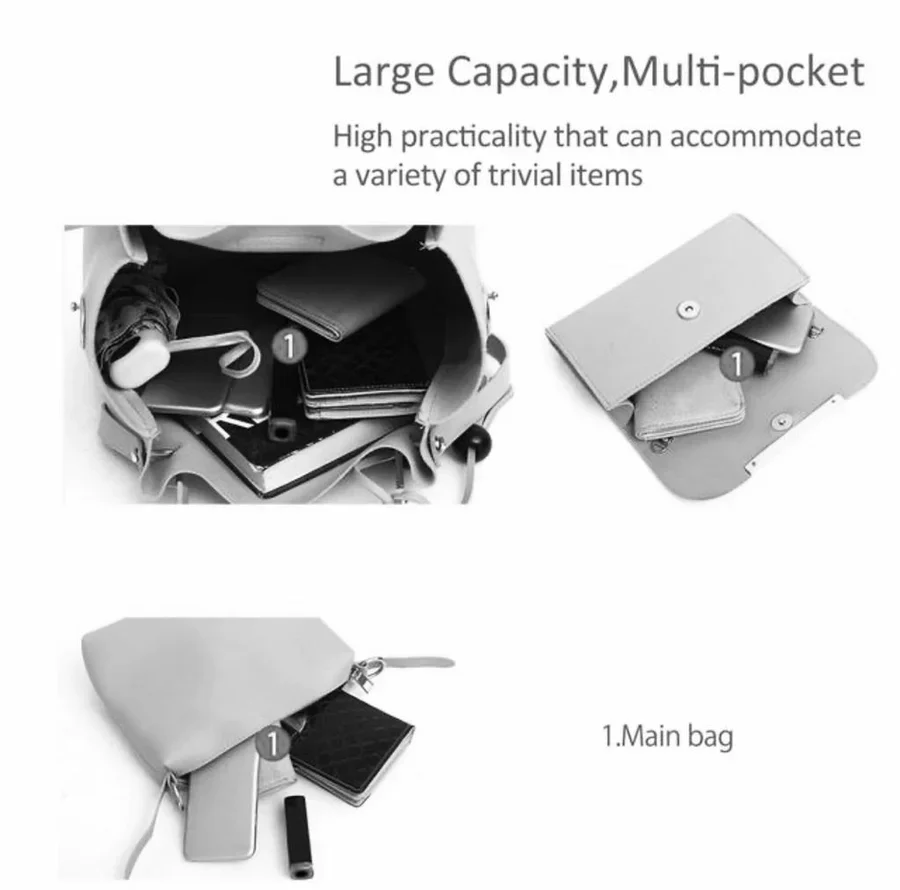 Large Capacity,Multi-pocket
High practicality that can accommodate
a variety of trivial items
1
1
1
1.Main bag